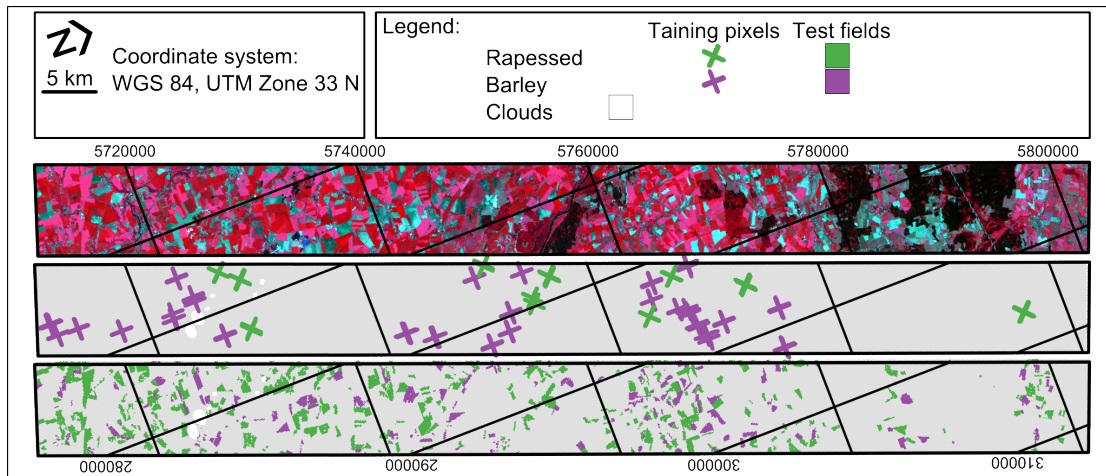 N
5 km
Coordinate system:
WGS 84, UTM Zone 33 N
Legend:
Taining pixels Test fields
Rapessed
Barley
Clouds
5720000 5740000 5760000 5780000 5800000
280000 290000 300000 310000